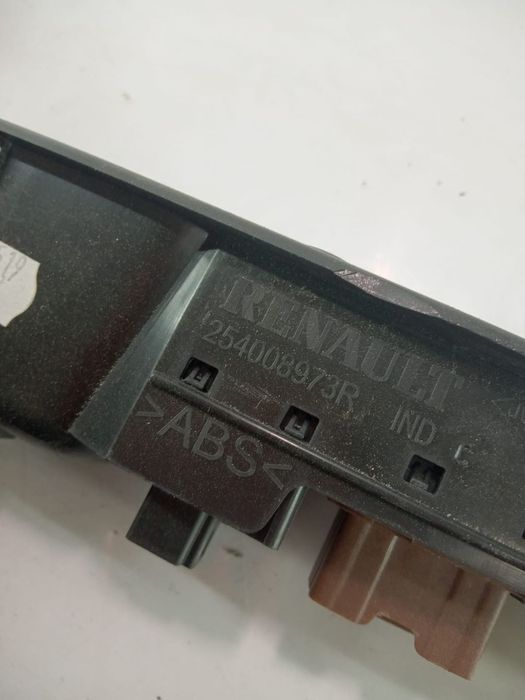 RENAULT
254008973R
IND C
>ABS<